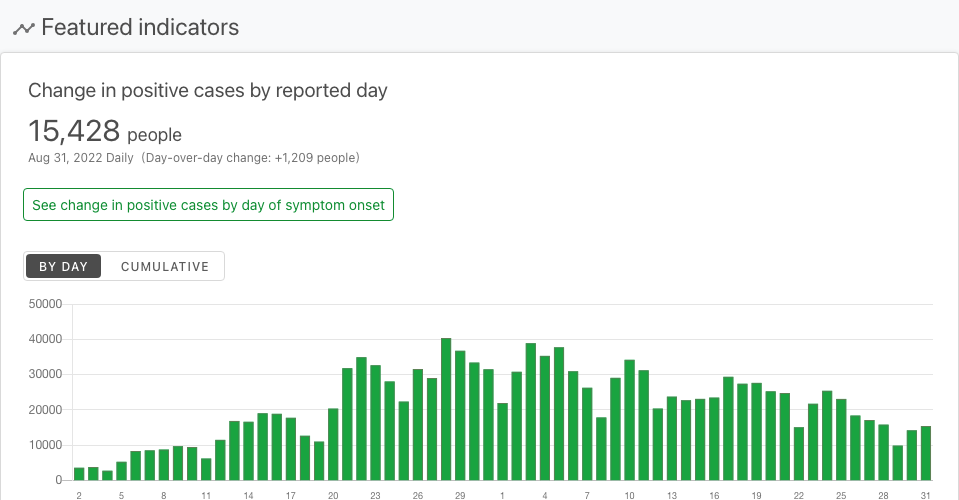 Featured indicators
Change in positive cases by reported day
15,428 people
Aug 31, 2022 Daily (Day-over-day change: +1,209 people)
See change in positive cases by day of symptom onset
BY DAY CUMULATIVE
50000
40000
30000
20000
10000
0
2 5 8 11 14 17 20 23 26 29 1 4 7 10 13 16 19 22 25 28 31